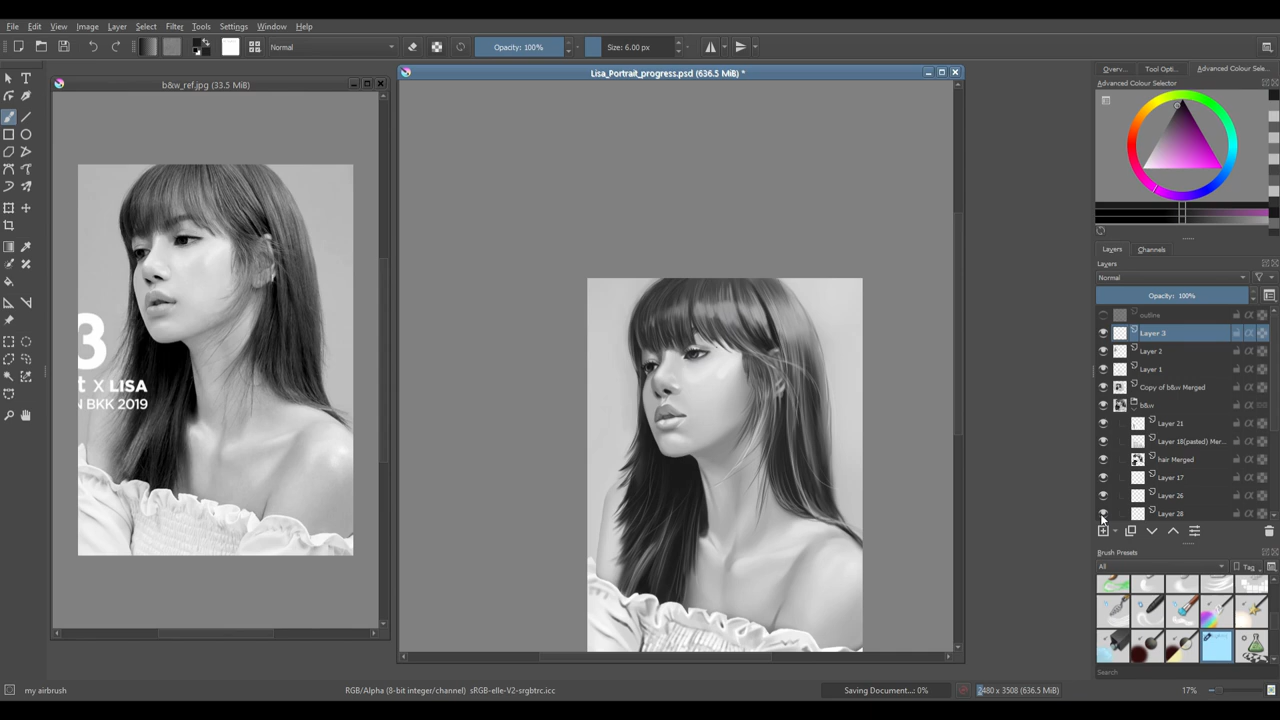 File Edit View Image Layer Select Filter Tools Settings Window Help
Normal
Opacity: 100%
Size: 6.00 px
b&w_ref.jpg (33.5 MiB)
3
t x LISA
N BKK 2019
Lisa_Portrait_progress.psd (636.5 MiB) *
Overv... Tool Opti... Advanced Colour Sele...
Advanced Colour Selector
Layers Channels
Layers
Normal
Opacity: 100%
outline
Layer 3
Layer 2
Layer 1
Copy of b&w Merged
b&w
Layer 21
Layer 18(pasted) Mer...
hair Merged
Layer 17
Layer 26
Layer 28
Brush Presets
All
Tag
Search
my airbrush
RGB/Alpha (8-bit integer/channel) sRGB-elle-V2-srgbtrc.icc
Saving Document...: 0%
2480 x 3508 (636.5 MiB)
17%